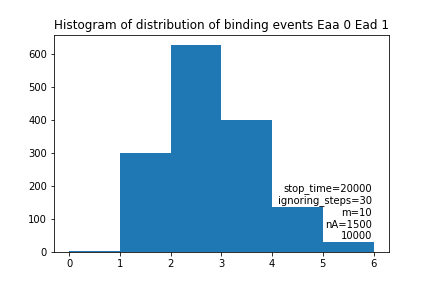 Histogram of distribution of binding events Eaa 0 Ead 1
600
500
400
300
200
100
0
stop_time=20000
ignoring_steps=30
m=10
nA=1500
10000
0 1 2 3 4 5 6